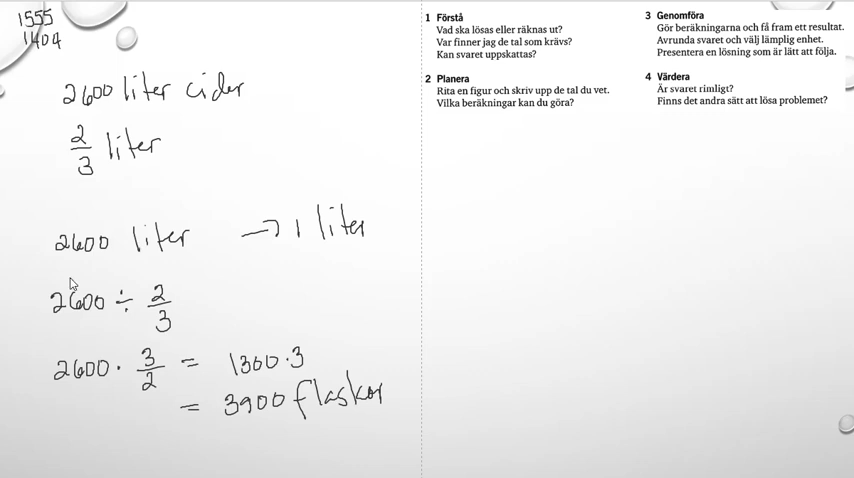 1555
1404
2600 liter cider
2/3 liter
2600 liter → 1 liter
2600 ÷ 2/3
2600 · 3/2 = 1300·3
= 3900 flaskor
1 Förstå
Vad ska lösas eller räknas ut?
Var finner jag de tal som krävs?
Kan svaret uppskattas?
2 Planera
Rita en figur och skriv upp de tal du vet.
Vilka beräkningar kan du göra?
3 Genomföra
Gör beräkningarna och få fram ett resultat.
Avrunda svaret och välj lämplig enhet.
Presentera en lösning som är lätt att följa.
4 Värdera
Är svaret rimligt?
Finns det andra sätt att lösa problemet?